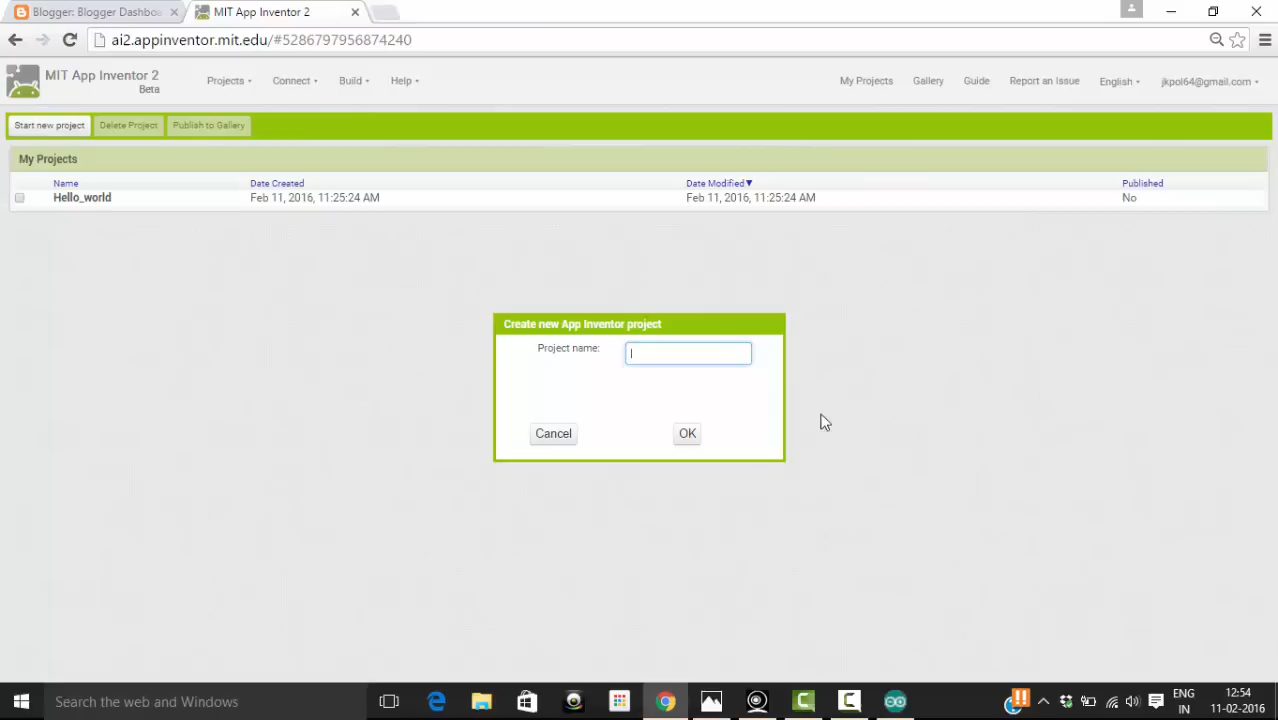 Blogger: Blogger Dashboa
MIT App Inventor 2
ai2.appinventor.mit.edu/#5286797956874240
MIT App Inventor 2
Beta
Projects
Connect
Build
Help
My Projects
Gallery
Guide
Report an Issue
English
jkpol64@gmail.com
Start new project
Delete Project
Publish to Gallery
My Projects
Name Date Created Date Modified▼ Published
Hello_world Feb 11, 2016, 11:25:24 AM Feb 11, 2016, 11:25:24 AM No
Create new App Inventor project
Project name:
Cancel OK
Search the web and Windows
ENG
IN
12:54
11-02-2016